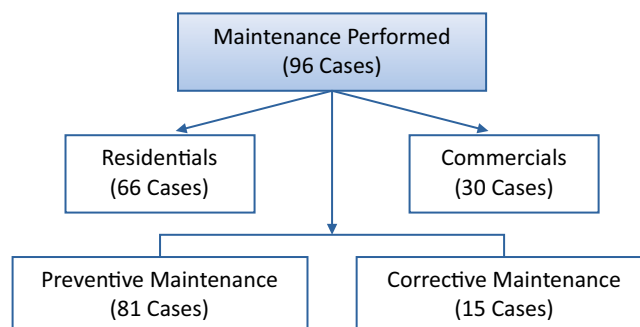 Maintenance Performed
(96 Cases)
Residentials
(66 Cases)
Commercials
(30 Cases)
Preventive Maintenance
(81 Cases)
Corrective Maintenance
(15 Cases)